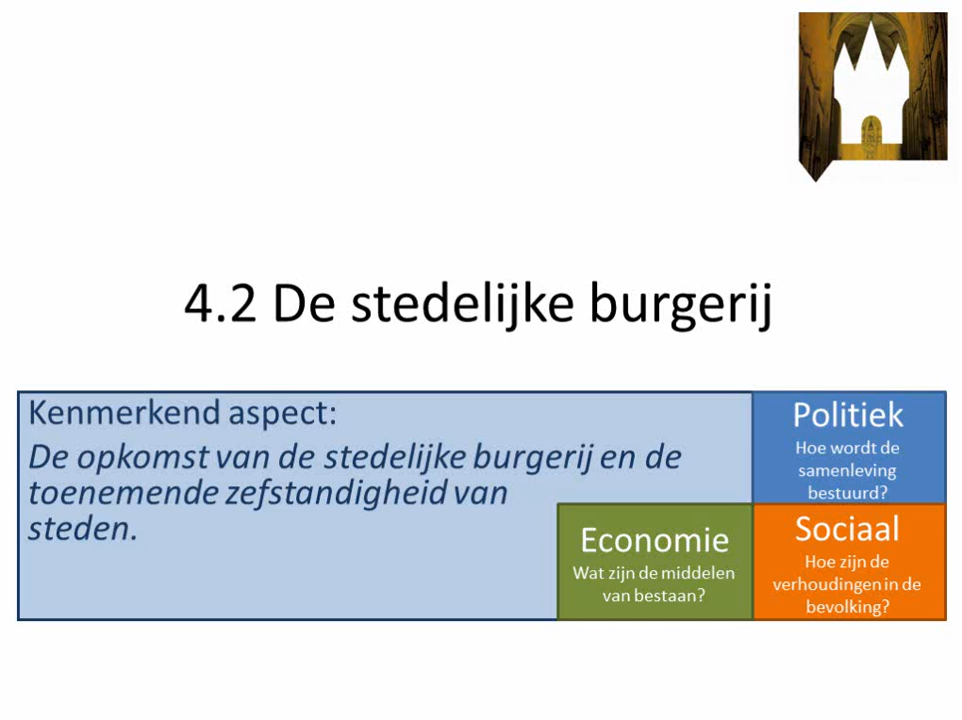 4.2 De stedelijke burgerij
Kenmerkend aspect:
De opkomst van de stedelijke burgerij en de
toenemende zefstandigheid van
steden.
Politiek
Hoe wordt de
samenleving
bestuurd?
Economie
Wat zijn de middelen
van bestaan?
Sociaal
Hoe zijn de
verhoudingen in de
bevolking?